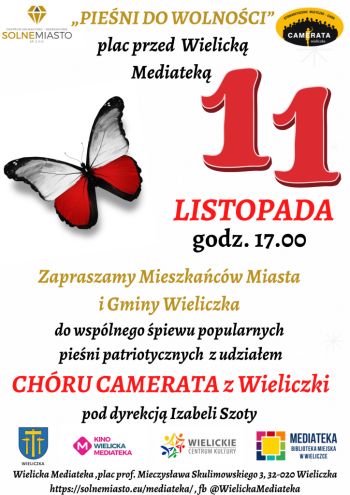 SOLNEMIASTO
„PIEŚNI DO WOLNOŚCI"
CAMERATA
wieliczka
plac przed Wielicką
Mediateką
11
LISTOPADA
godz. 17.00
Zapraszamy Mieszkańców Miasta
i Gminy Wieliczka
do wspólnego śpiewu popularnych
pieśni patriotycznych z udziałem
CHÓRU CAMERATA z Wieliczki
pod dyrekcją Izabeli Szoty
WIELICZKA
KINO
WIELICKA
MEDIATEKA
WIELICKIE
CENTRUM KULTURY
MEDIATEKA
BIBLIOTEKA MIEJSKA
W WIELICZCE
Wielicka Mediateka ,plac prof. Mieczysława Skulimowskiego 3, 32-020 Wieliczka
https://solnemiasto.eu/mediateka/ , fb @WielickaMediateka